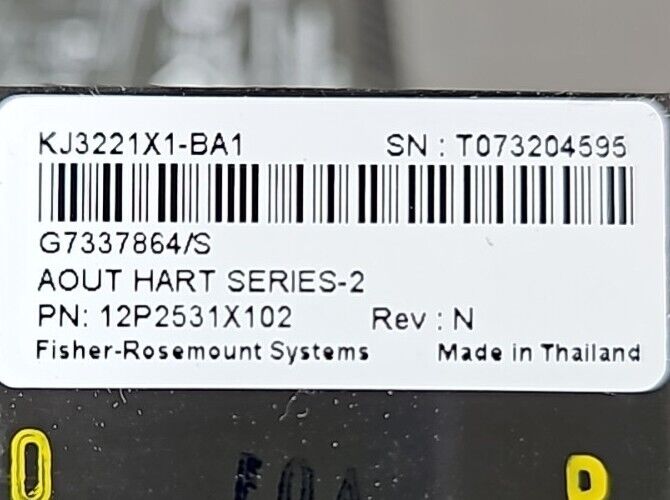 KJ3221X1-BA1 SN : T073204595
G7337864/S
AOUT HART SERIES-2
PN: 12P2531X102 Rev : N
Fisher-Rosemount Systems Made in Thailand